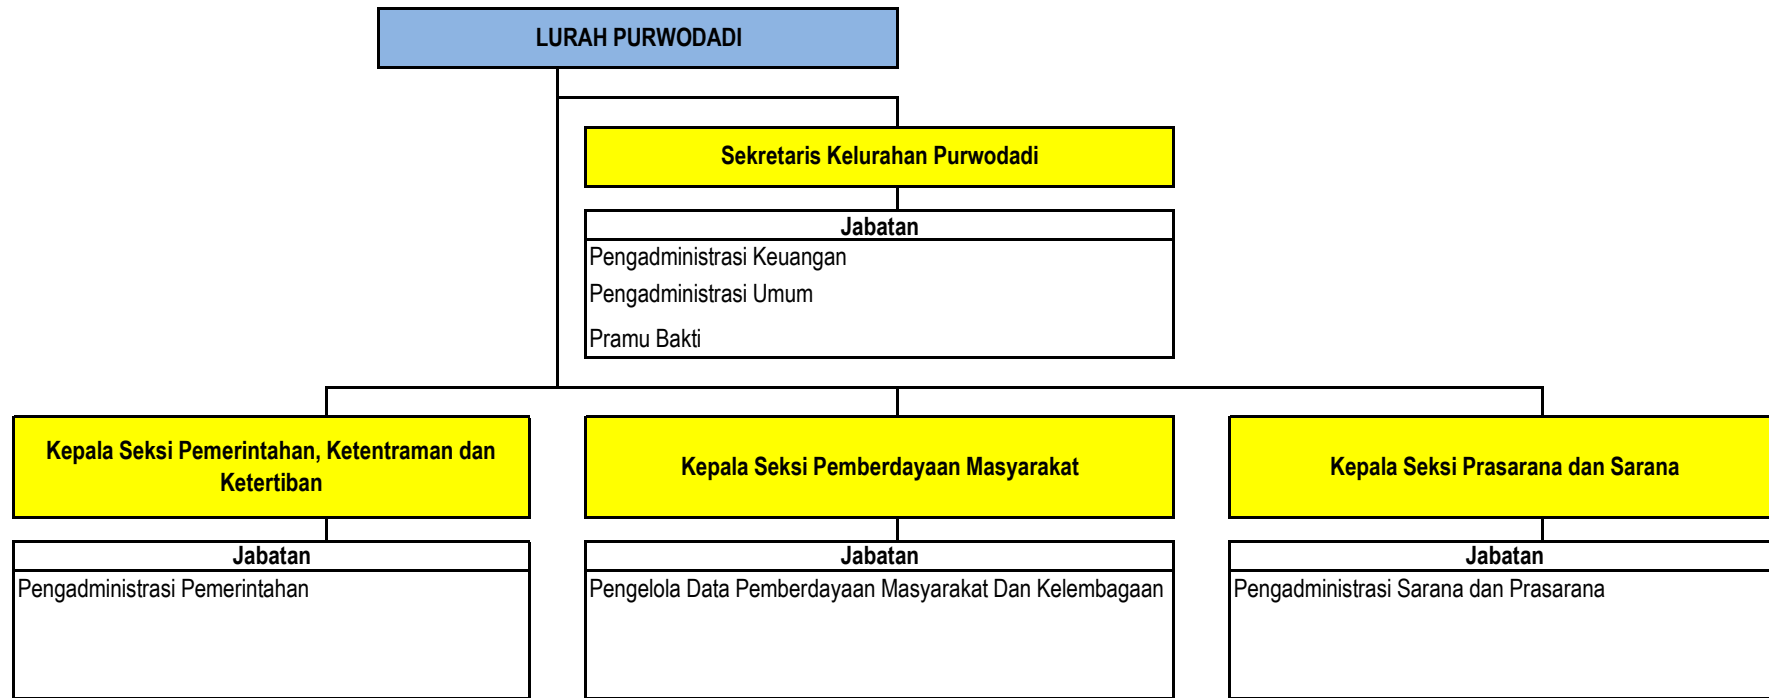 LURAH PURWODADI
Sekretaris Kelurahan Purwodadi
Jabatan
Pengadministrasi Keuangan
Pengadministrasi Umum
Pramu Bakti
Kepala Seksi Pemerintahan, Ketentraman dan
Ketertiban
Jabatan
Pengadministrasi Pemerintahan
Kepala Seksi Pemberdayaan Masyarakat
Jabatan
Pengelola Data Pemberdayaan Masyarakat Dan Kelembagaan
Kepala Seksi Prasarana dan Sarana
Jabatan
Pengadministrasi Sarana dan Prasarana